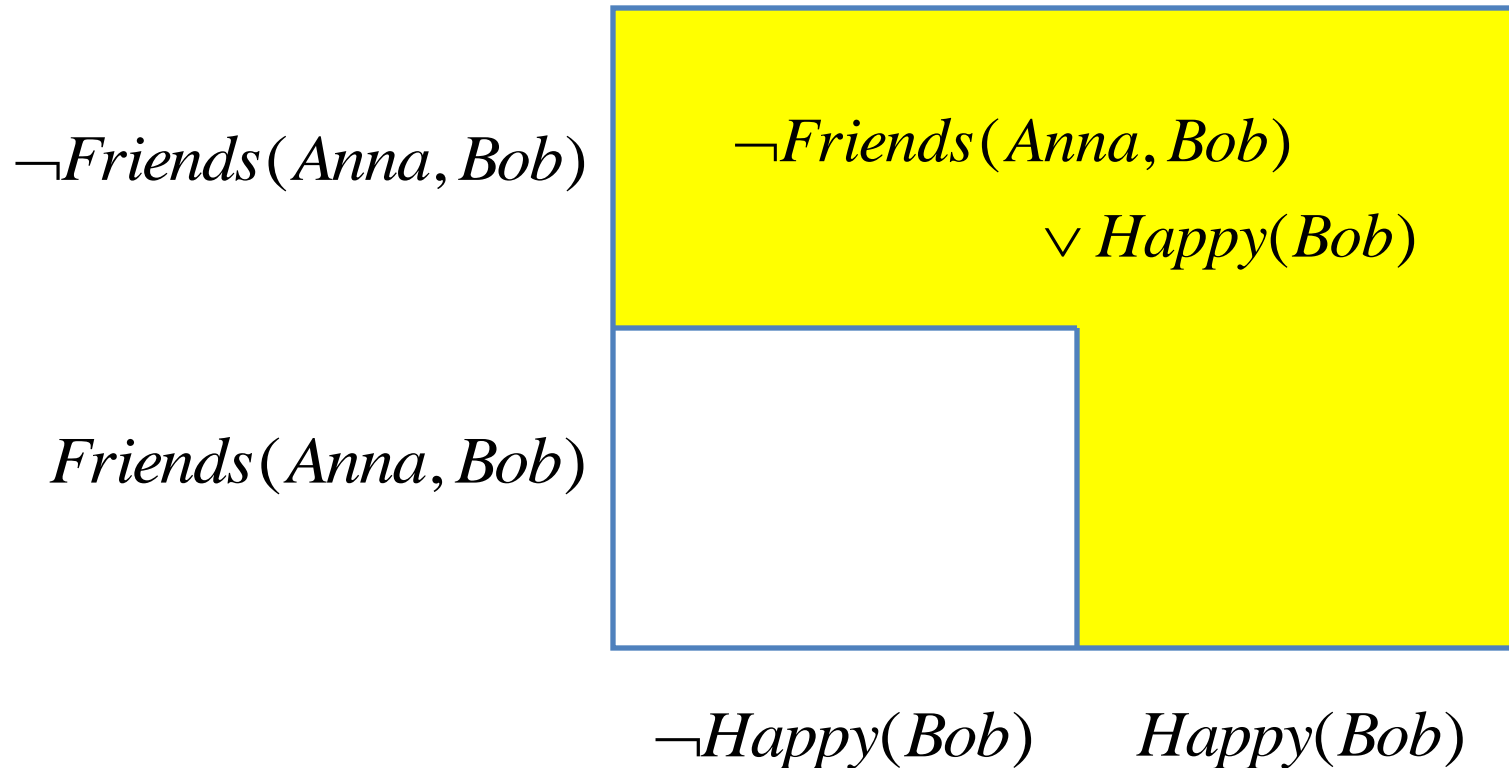 ¬Friends(Anna, Bob)
¬Friends(Anna, Bob)
∨ Happy(Bob)
Friends(Anna, Bob)
¬Happy(Bob)
Happy(Bob)